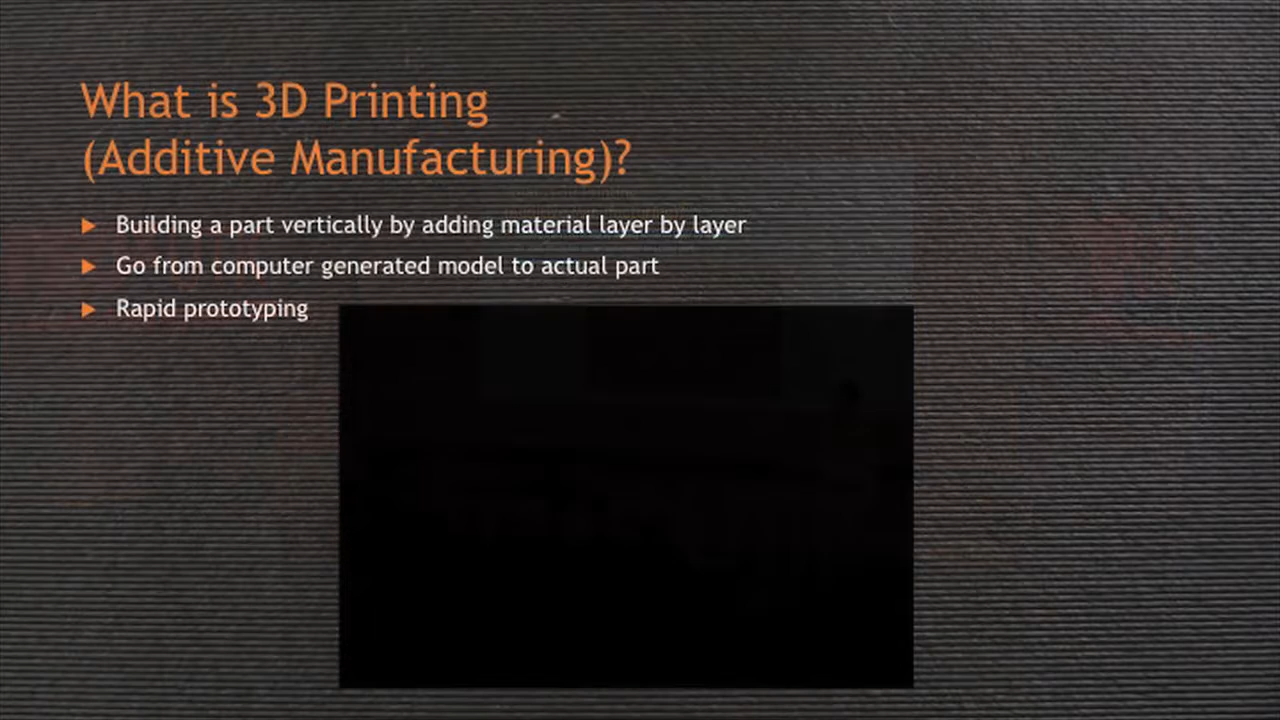 What is 3D Printing
(Additive Manufacturing)?
Building a part vertically by adding material layer by layer
Go from computer generated model to actual part
Rapid prototyping